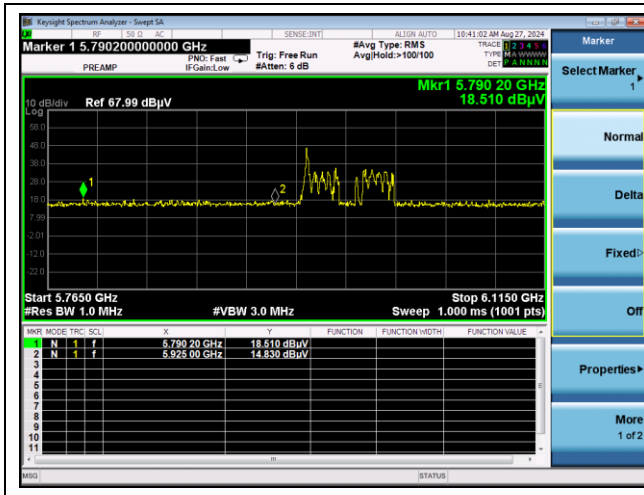 Keysight Spectrum Analyzer - Swept SA
RF 50 Ω AC SENSE:INT ALIGN AUTO 10:41:02 AM Aug 27, 2024
Marker 1 5.790200000000 GHz
PREAMP
PNO: Fast
IFGain:Low
Trig: Free Run
#Atten: 6 dB
#Avg Type: RMS
Avg|Hold:>100/100
TRACE 1 2 3 4 5 6
TYPE M A W W W W
DET P A N N N N
Mkr1 5.790 20 GHz
18.510 dBµV
10 dB/div Ref 67.99 dBµV
Log
58.0
48.0
38.0
28.0
18.0
7.99
-2.01
-12.0
-22.0
1
2
Start 5.7650 GHz Stop 6.1150 GHz
#Res BW 1.0 MHz #VBW 3.0 MHz Sweep 1.000 ms (1001 pts)
MKR MODE TRC SCL X Y FUNCTION FUNCTION WIDTH FUNCTION VALUE
1 N 1 f 5.790 20 GHz 18.510 dBµV
2 N 1 f 5.925 00 GHz 14.830 dBµV
3
4
5
6
7
8
9
10
11
MSG STATUS
Marker
Select Marker
1
Normal
Delta
Fixed
Off
Properties
More
1 of 2